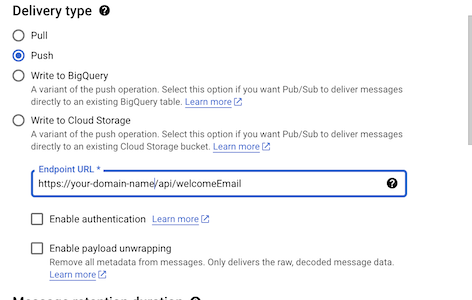 Delivery type
Pull
Push
Write to BigQuery
A variant of the push operation. Select this option if you want Pub/Sub to deliver messages
directly to an existing BigQuery table. Learn more
Write to Cloud Storage
A variant of the push operation. Select this option if you want Pub/Sub to deliver messages
directly to an existing Cloud Storage bucket. Learn more
Endpoint URL *
https://your-domain-name/api/welcomeEmail
Enable authentication Learn more
Enable payload unwrapping
Remove all metadata from messages. Only delivers the raw, decoded message data.
Learn more
Message retention duration